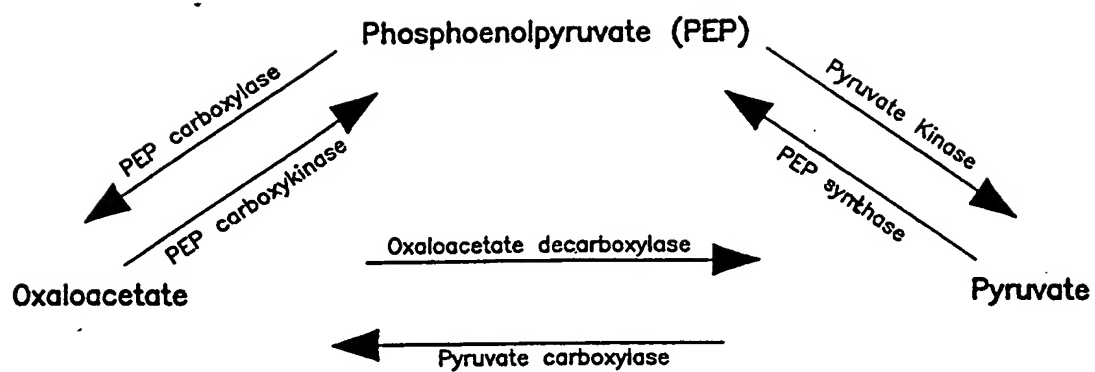 Phosphoenolpyruvate (PEP)
PEP carboxylase
PEP carboxykinase
Pyruvate Kinase
PEP synthase
Oxaloacetate decarboxylase
Oxaloacetate
Pyruvate
Pyruvate carboxylase